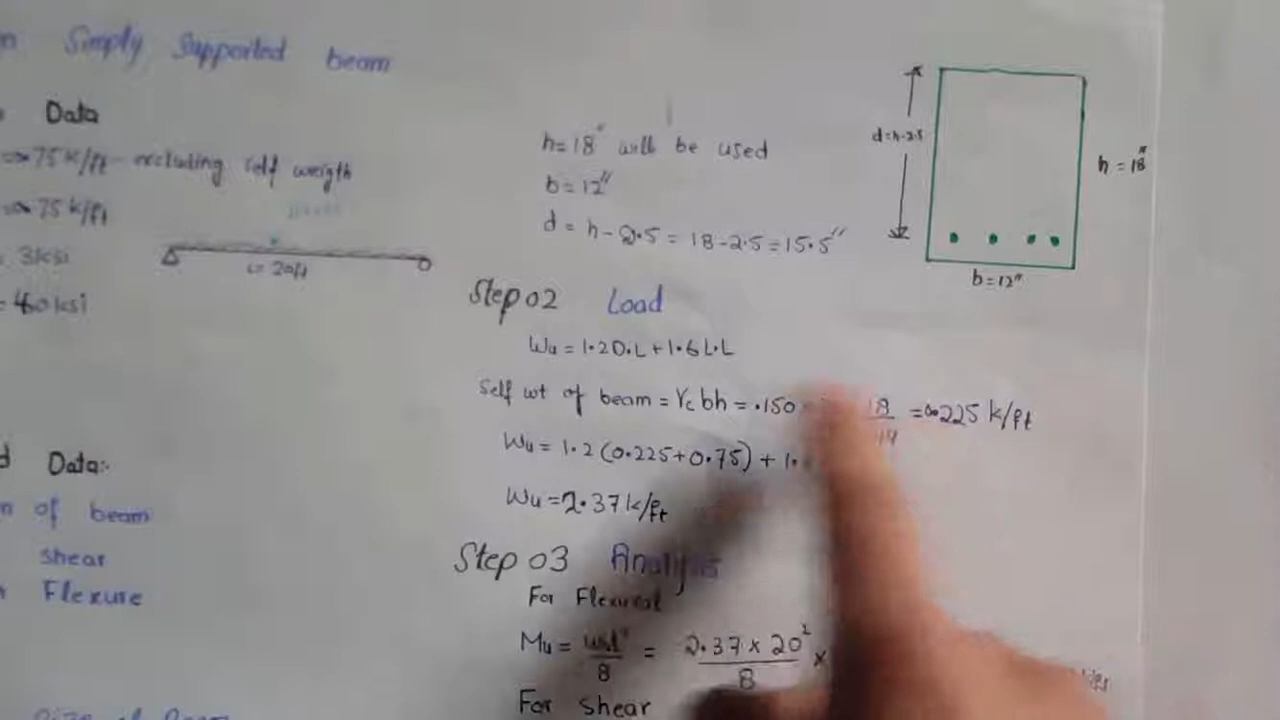 Simply Supported beam
Data
75 k/ft excluding self weigth
75 k/ft
3ksi
= 40ksi
L= 20ft
Data:-
of beam
shear
Flexure
h=18" will be used
b=12"
d = h-2.5 = 18-2.5=15.5"
d=h-2.5
h = 18"
b=12"
Step 02 Load
Wu = 1.2D.L+1.6L.L
Self wt of beam = γc bh = .150 18 = 0.225 k/ft
Wu = 1.2 (0.225+0.75) + 1.
Wu = 2.37 k/ft
Step 03 Analysis
For Flexural
Mu = wl²/8 = 2.37 x 20²/8 x
For shear